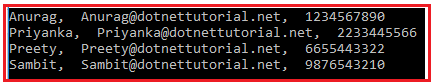 Anurag,  Anurag@dotnettutorial.net,  1234567890
Priyanka,  Priyanka@dotnettutorial.net,  2233445566
Preety,  Preety@dotnettutorial.net,  6655443322
Sambit,  Sambit@dotnettutorial.net,  9876543210